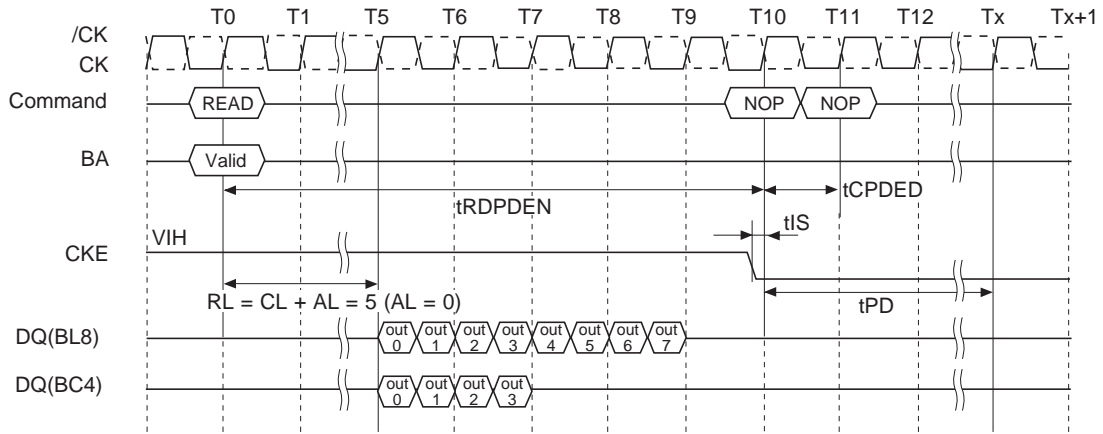 T0 T1 T5 T6 T7 T8 T9 T10 T11 T12 Tx Tx+1
/CK
CK
Command READ NOP NOP
BA Valid
tRDPDEN tCPDED
tIS
VIH
CKE
RL = CL + AL = 5 (AL = 0) tPD
DQ(BL8) out 0 out 1 out 2 out 3 out 4 out 5 out 6 out 7
DQ(BC4) out 0 out 1 out 2 out 3